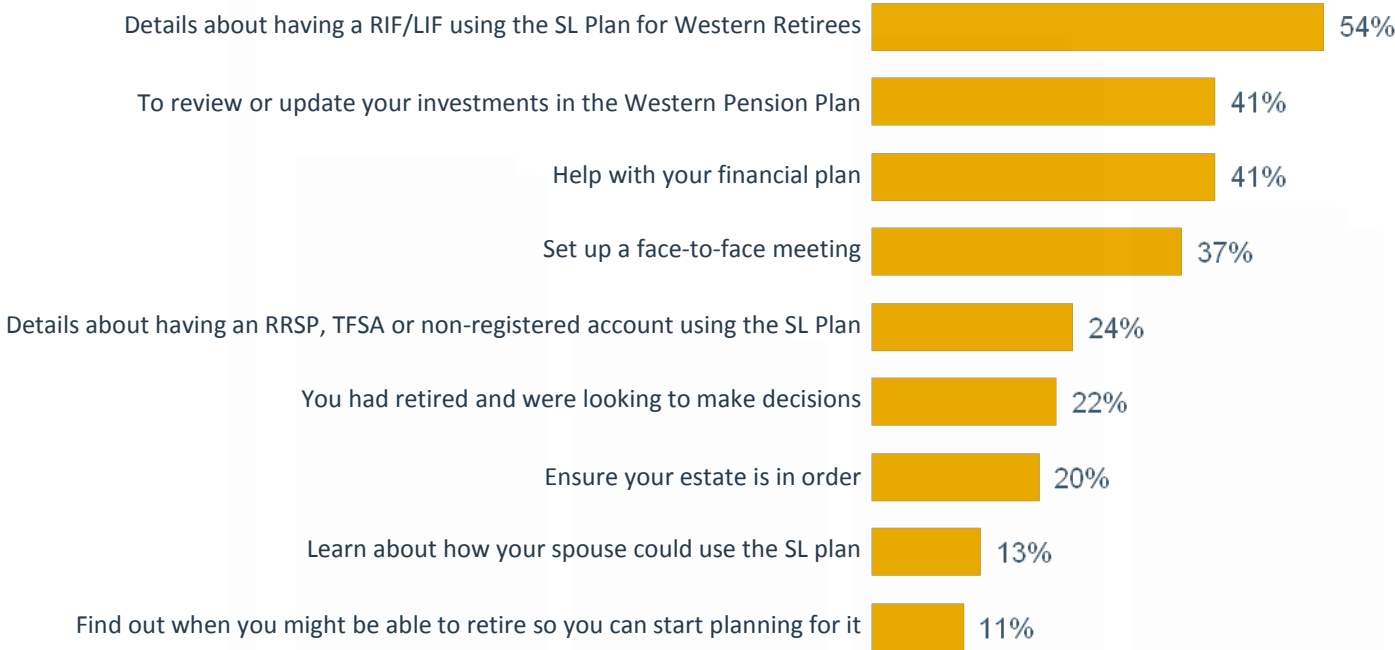 Details about having a RIF/LIF using the SL Plan for Western Retirees 54%
To review or update your investments in the Western Pension Plan 41%
Help with your financial plan 41%
Set up a face-to-face meeting 37%
Details about having an RRSP, TFSA or non-registered account using the SL Plan 24%
You had retired and were looking to make decisions 22%
Ensure your estate is in order 20%
Learn about how your spouse could use the SL plan 13%
Find out when you might be able to retire so you can start planning for it 11%